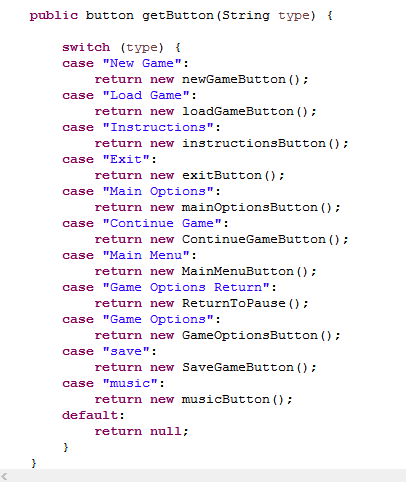 public button getButton(String type) {
switch (type) {
case "New Game":
return new newGameButton();
case "Load Game":
return new loadGameButton();
case "Instructions":
return new instructionsButton();
case "Exit":
return new exitButton();
case "Main Options":
return new mainOptionsButton();
case "Continue Game":
return new ContinueGameButton();
case "Main Menu":
return new MainMenuButton();
case "Game Options Return":
return new ReturnToPause();
case "Game Options":
return new GameOptionsButton();
case "save":
return new SaveGameButton();
case "music":
return new musicButton();
default:
return null;
}
}